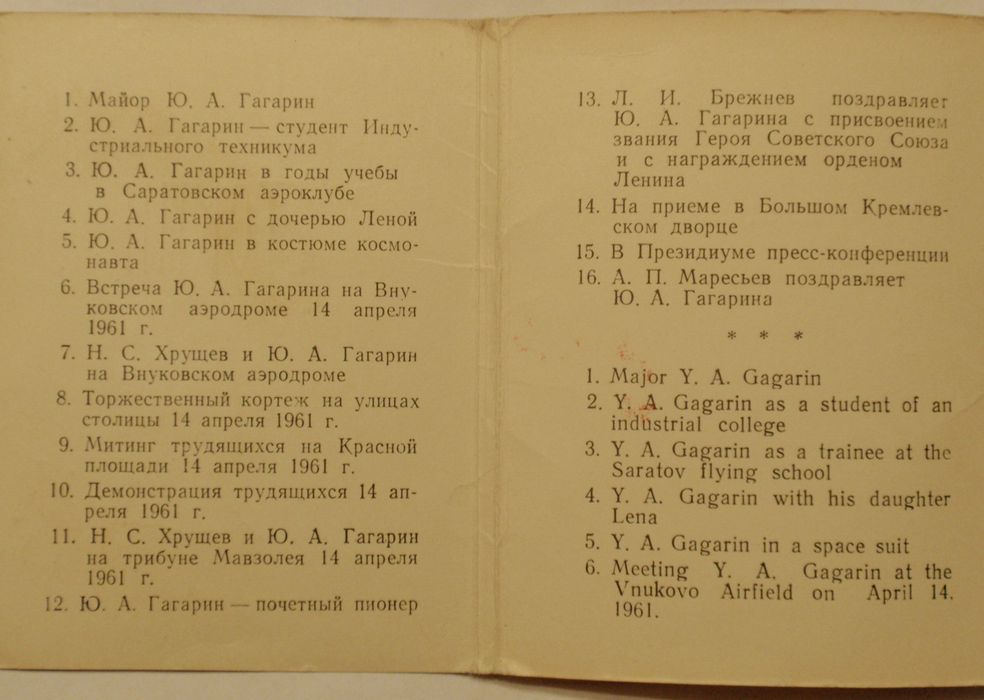 1. Майор Ю. А. Гагарин
2. Ю. А. Гагарин — студент Инду-
стриального техникума
3. Ю. А. Гагарин в годы учебы
в Саратовском аэроклубе
4. Ю. А. Гагарин с дочерью Леной
5. Ю. А. Гагарин в костюме космо-
навта
6. Встреча Ю. А. Гагарина на Вну-
ковском аэродроме 14 апреля
1961 г.
7. Н. С. Хрущев и Ю. А. Гагарин
на Внуковском аэродроме
8. Торжественный кортеж на улицах
столицы 14 апреля 1961 г.
9. Митинг трудящихся на Красной
площади 14 апреля 1961 г.
10. Демонстрация трудящихся 14 ап-
реля 1961 г.
11. Н. С. Хрущев и Ю. А. Гагарин
на трибуне Мавзолея 14 апреля
1961 г.
12. Ю. А. Гагарин — почетный пионер
13. Л. И. Брежнев поздравляет
Ю. А. Гагарина с присвоением
звания Героя Советского Союза
и с награждением орденом
Ленина
14. На приеме в Большом Кремлев-
ском дворце
15. В Президиуме пресс-конференции
16. А. П. Маресьев поздравляет
Ю. А. Гагарина
* * *
1. Major Y. A. Gagarin
2. Y. A. Gagarin as a student of an
industrial college
3. Y. A. Gagarin as a trainee at the
Saratov flying school
4. Y. A. Gagarin with his daughter
Lena
5. Y. A. Gagarin in a space suit
6. Meeting Y. A. Gagarin at the
Vnukovo Airfield on April 14.
1961.